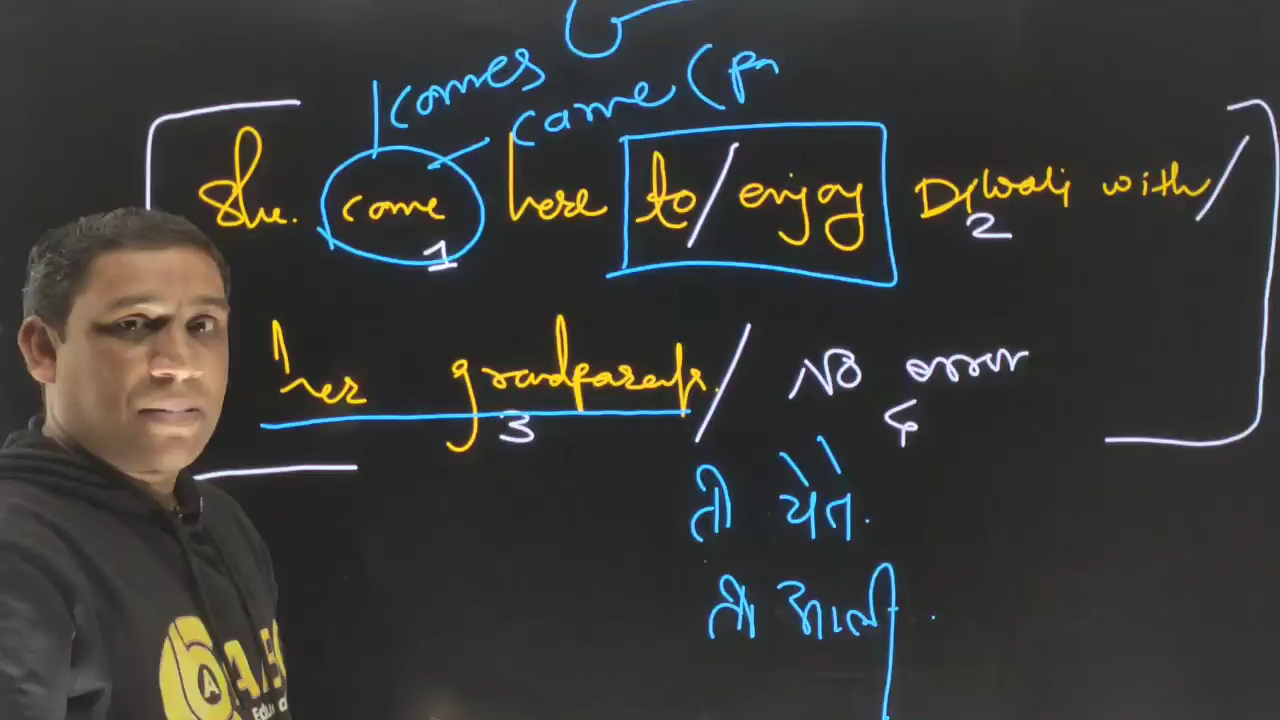 comes
came (pa
She. come here to / enjoy Diwali with /
1 2
her grandparents. / No error
3 4
ती येते.
ती आली.